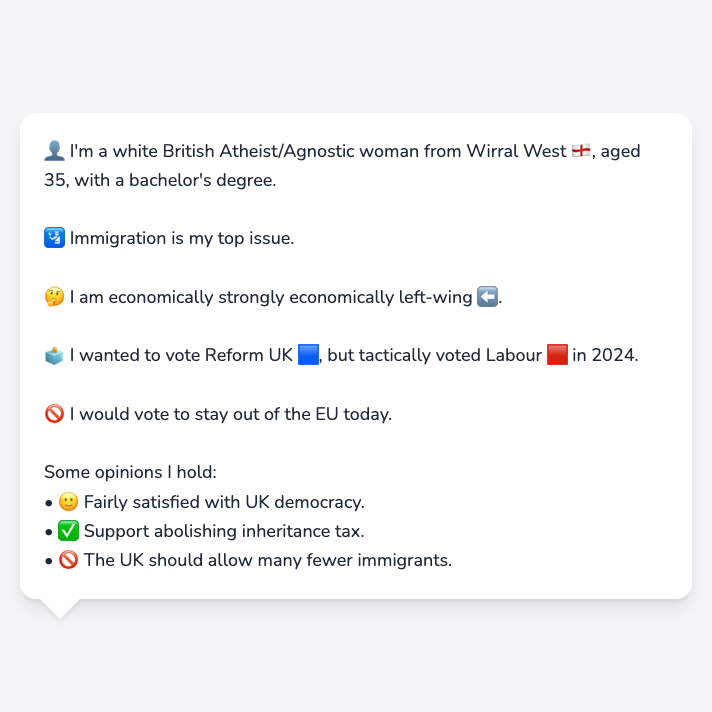 👤 I'm a white British Atheist/Agnostic woman from Wirral West 🏴󠁧󠁢󠁥󠁮󠁧󠁿, aged
35, with a bachelor's degree.
🛂 Immigration is my top issue.
🤔 I am economically strongly economically left-wing ⬅️.
🗳️ I wanted to vote Reform UK 🟦, but tactically voted Labour 🟥 in 2024.
🚫 I would vote to stay out of the EU today.
Some opinions I hold:
• 🙂 Fairly satisfied with UK democracy.
• ✅ Support abolishing inheritance tax.
• 🚫 The UK should allow many fewer immigrants.